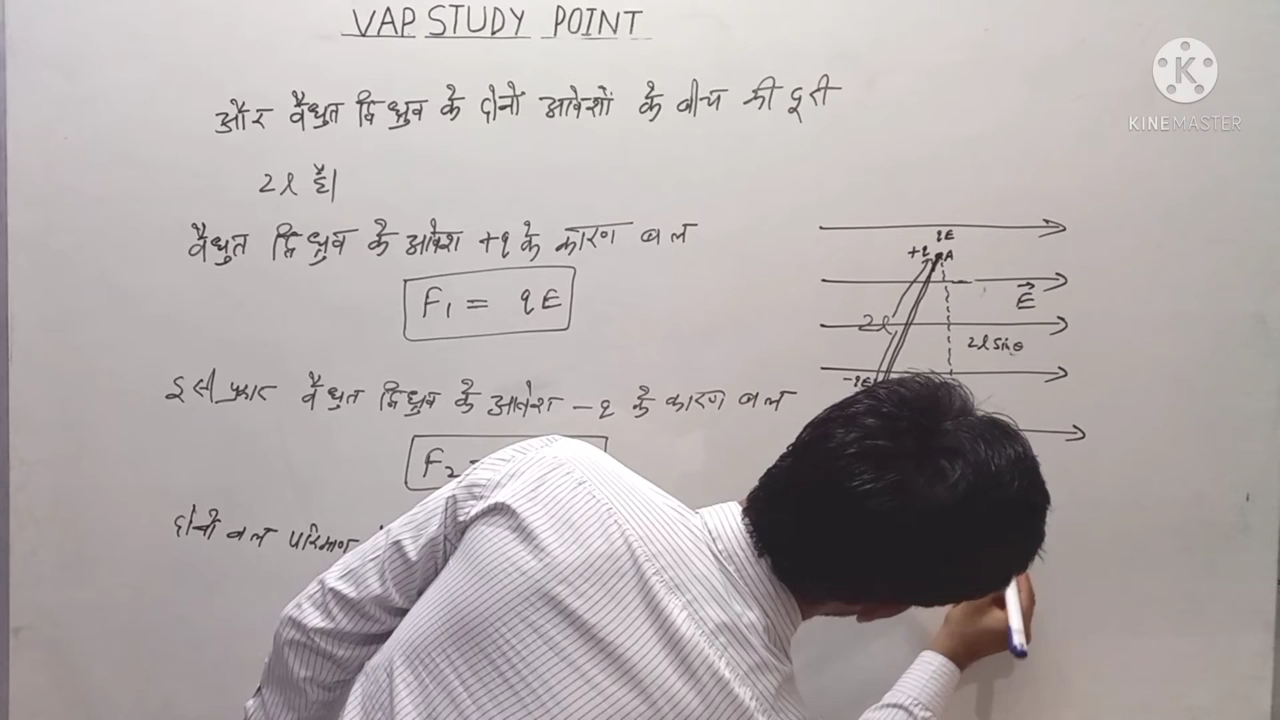 VAP STUDY POINT
K
KINEMASTER
और वैधुत द्विध्रुव के दोनो आवेशों के बीच की दूरी
2l है।
वैधुत द्विध्रुव के आवेश +q के कारण बल
F₁ = qE
इसी प्रकार वैधुत द्विध्रुव के आवेश -q के कारण बल
F₂
दोनो बल परिमाण
qE
+q A
E
2l
2l sinθ
-qE